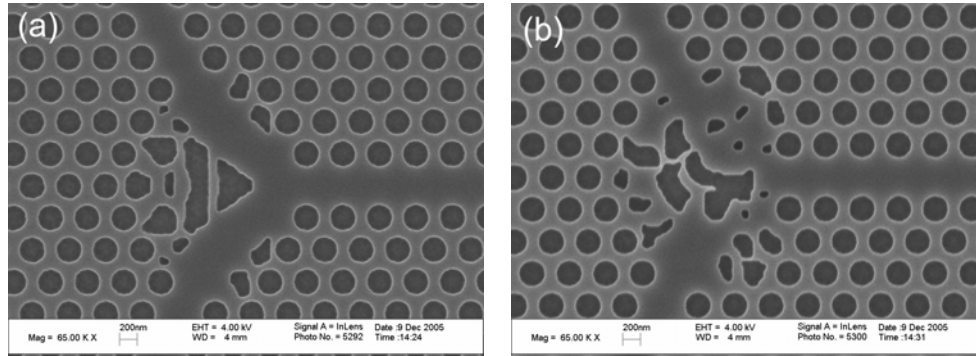 (a)
(b)
200nm
EHT = 4.00 kV
Signal A = InLens
Date :9 Dec 2005
Mag = 65.00 K X
WD = 4 mm
Photo No. = 5292
Time :14:24
200nm
EHT = 4.00 kV
Signal A = InLens
Date :9 Dec 2005
Mag = 65.00 K X
WD = 4 mm
Photo No. = 5300
Time :14:31